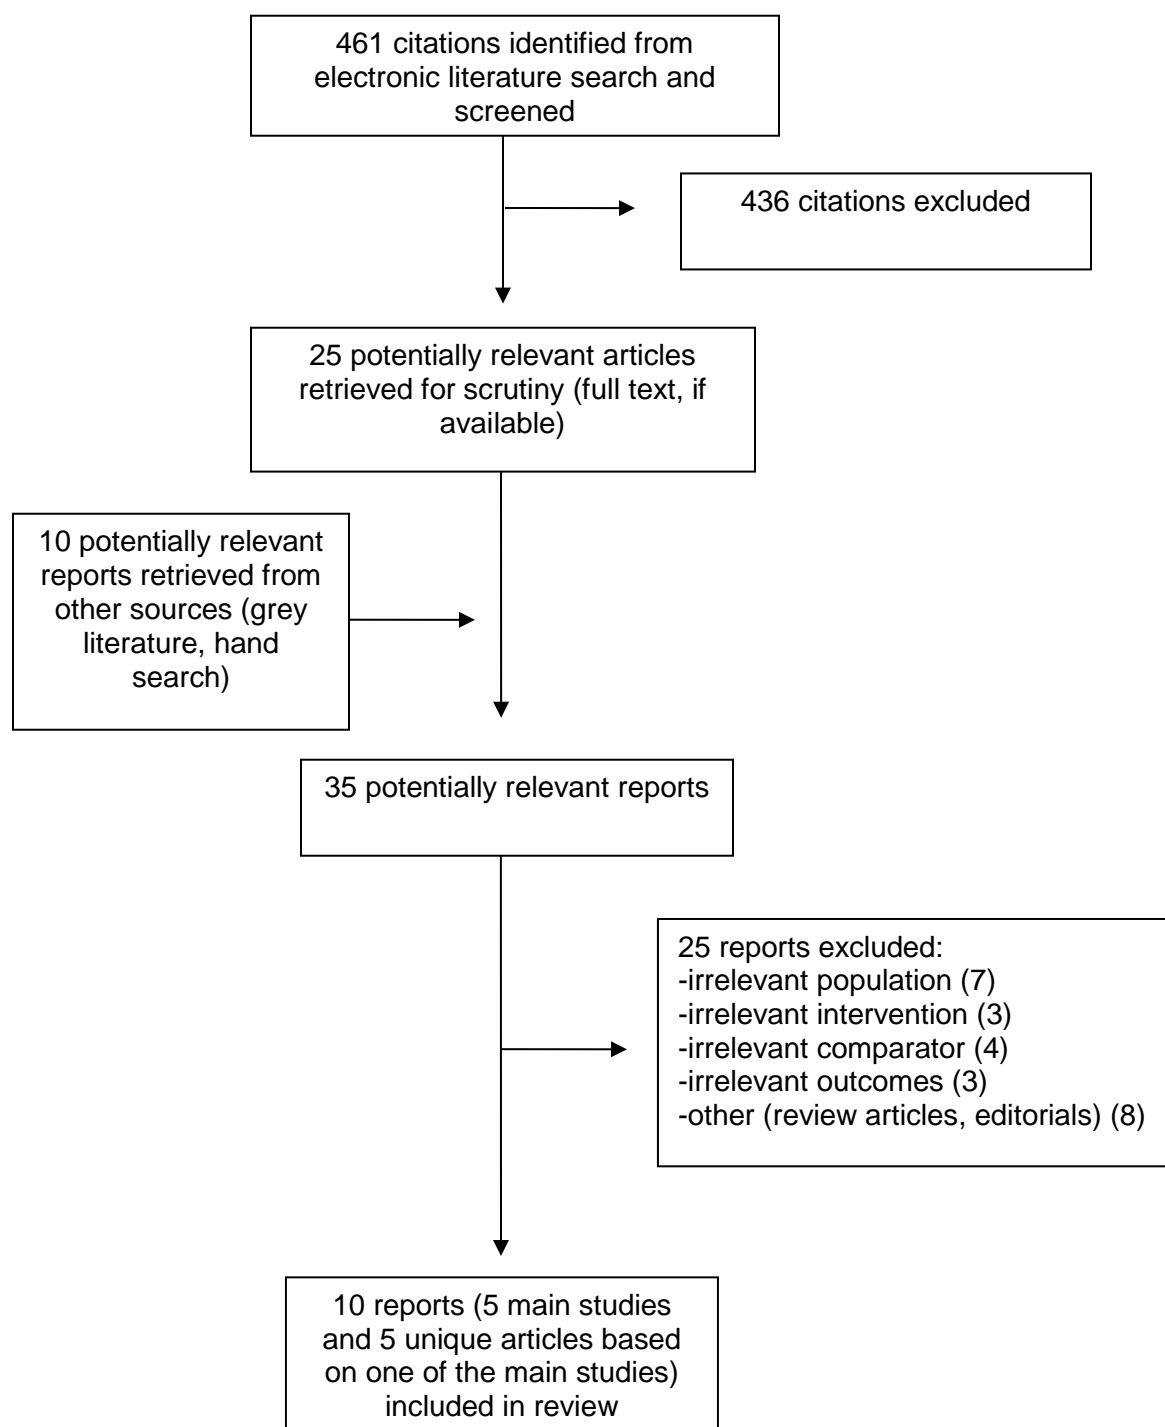 461 citations identified from
electronic literature search and
screened
436 citations excluded
25 potentially relevant articles
retrieved for scrutiny (full text, if
available)
10 potentially relevant
reports retrieved from
other sources (grey
literature, hand
search)
35 potentially relevant reports
25 reports excluded:
-irrelevant population (7)
-irrelevant intervention (3)
-irrelevant comparator (4)
-irrelevant outcomes (3)
-other (review articles, editorials) (8)
10 reports (5 main studies
and 5 unique articles based
on one of the main studies)
included in review